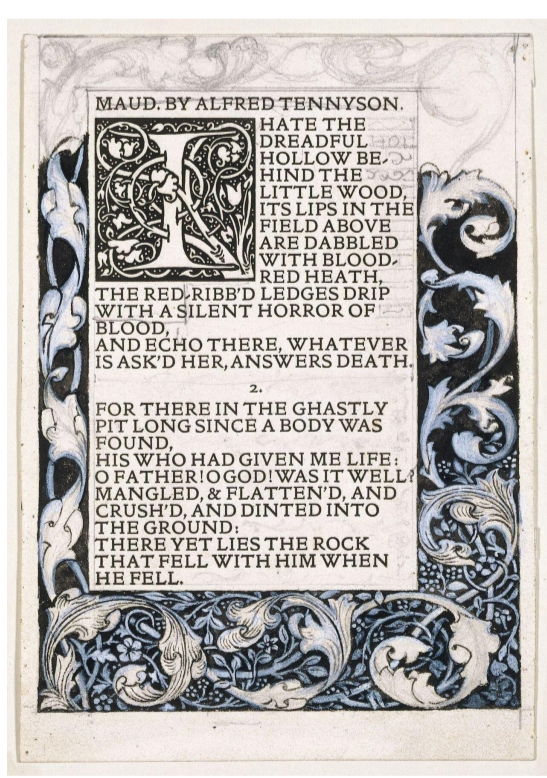 MAUD. BY ALFRED TENNYSON.
I HATE THE
DREADFUL
HOLLOW BE-
HIND THE
LITTLE WOOD,
ITS LIPS IN THE
FIELD ABOVE
ARE DABBLED
WITH BLOOD-
RED HEATH,
THE RED-RIBB'D LEDGES DRIP
WITH A SILENT HORROR OF
BLOOD,
AND ECHO THERE, WHATEVER
IS ASK'D HER, ANSWERS DEATH.
2.
FOR THERE IN THE GHASTLY
PIT LONG SINCE A BODY WAS
FOUND,
HIS WHO HAD GIVEN ME LIFE:
O FATHER! O GOD! WAS IT WELL?
MANGLED, & FLATTEN'D, AND
CRUSH'D, AND DINTED INTO
THE GROUND:
THERE YET LIES THE ROCK
THAT FELL WITH HIM WHEN
HE FELL.